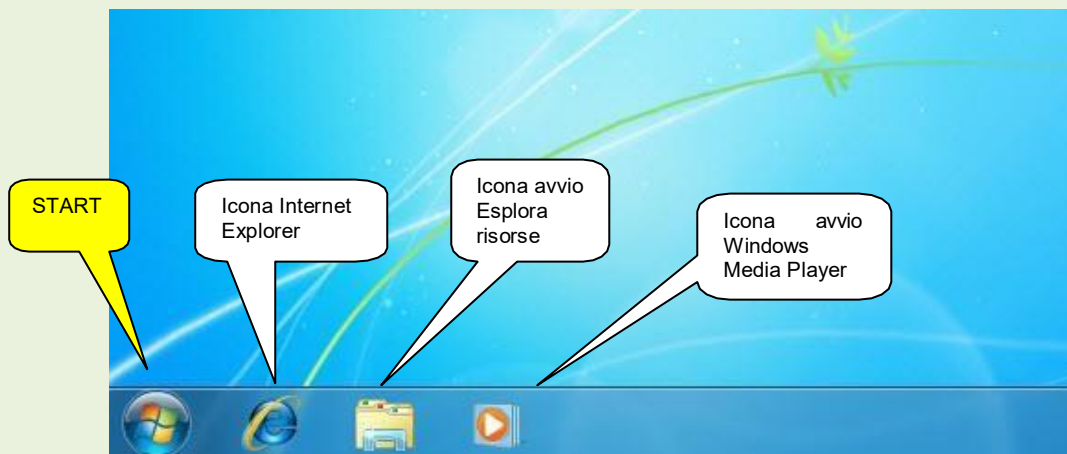 START
Icona Internet
Explorer
Icona avvio
Esplora
risorse
Icona avvio
Windows
Media Player